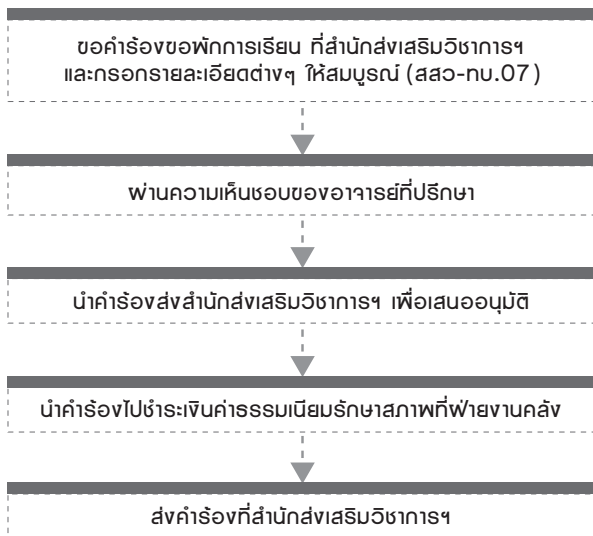 ขอคำร้องขอพักการเรียน ที่สำนักส่งเสริมวิชาการฯ
และกรอกรายละเอียดต่างๆ ให้สมบูรณ์ (สสว-ทบ.07)
ผ่านความเห็นชอบของอาจารย์ที่ปรึกษา
นำคำร้องส่งสำนักส่งเสริมวิชาการฯ เพื่อเสนออนุมัติ
นำคำร้องไปชำระเงินค่าธรรมเนียมรักษาสภาพที่ฝ่ายงานคลัง
ส่งคำร้องที่สำนักส่งเสริมวิชาการฯ